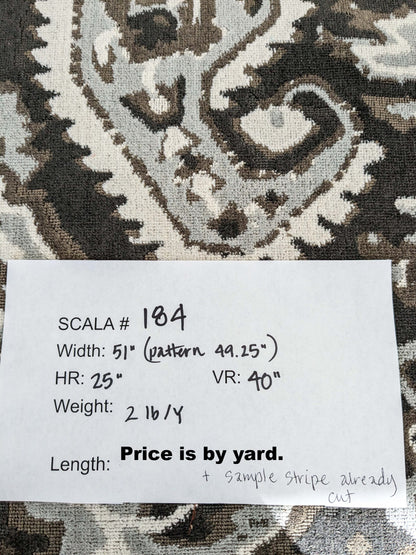 SCALA # 184
Width: 51" (pattern 49.25")
HR: 25" VR: 40"
Weight: 2 lb/y
Length: Price is by yard.
+ sample stripe already
cut